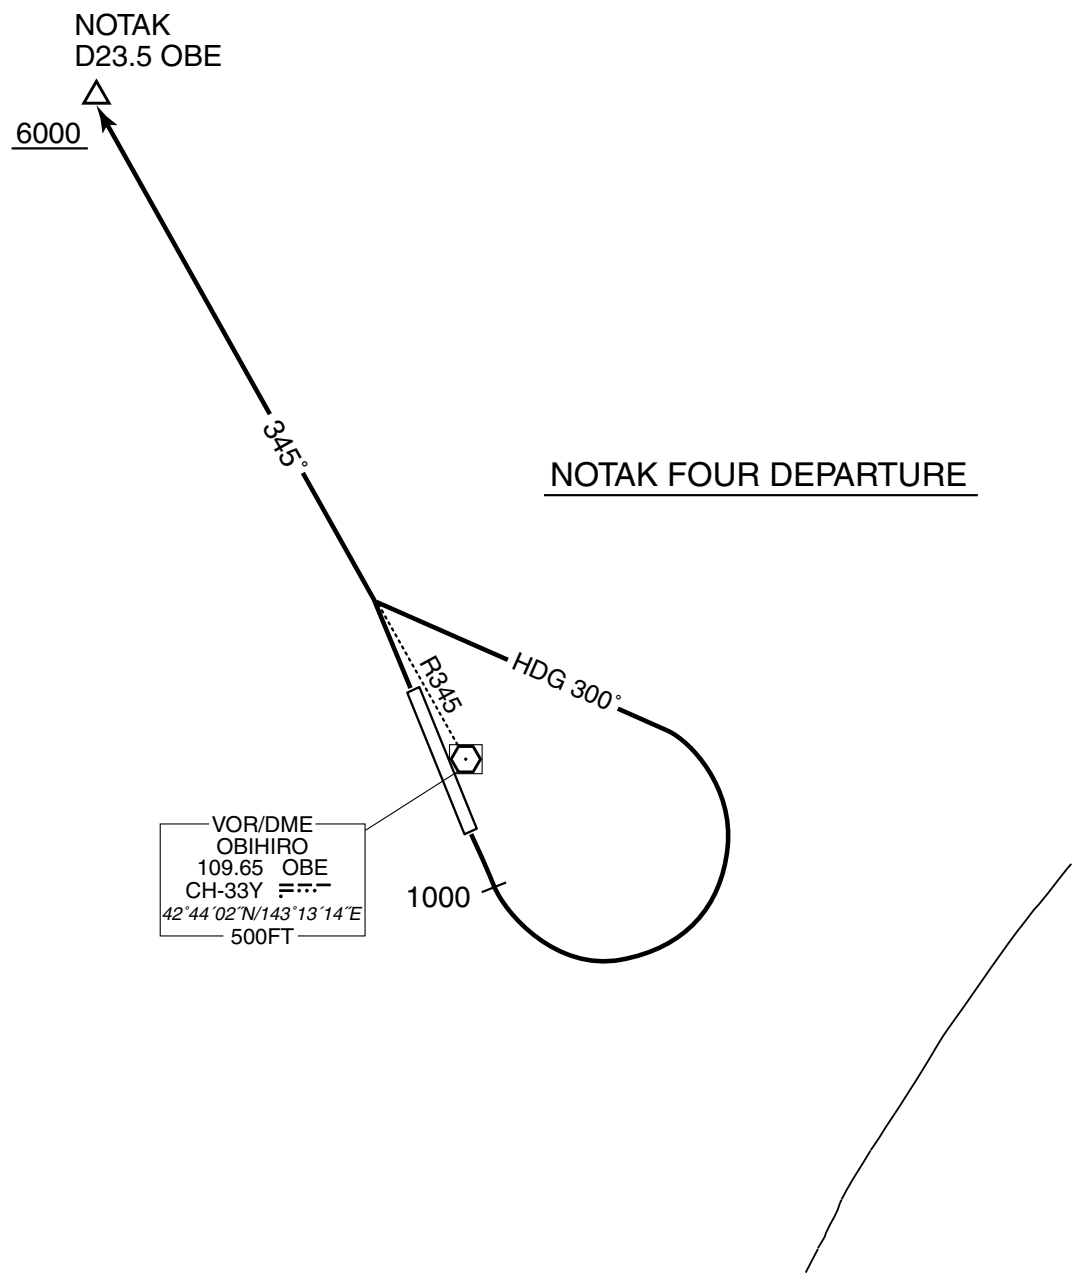 NOTAK
D23.5 OBE
6000
345°
NOTAK FOUR DEPARTURE
HDG 300°
R345
VOR/DME
OBIHIRO
109.65 OBE
CH-33Y
42°44′02″N/143°13′14″E
500FT
1000